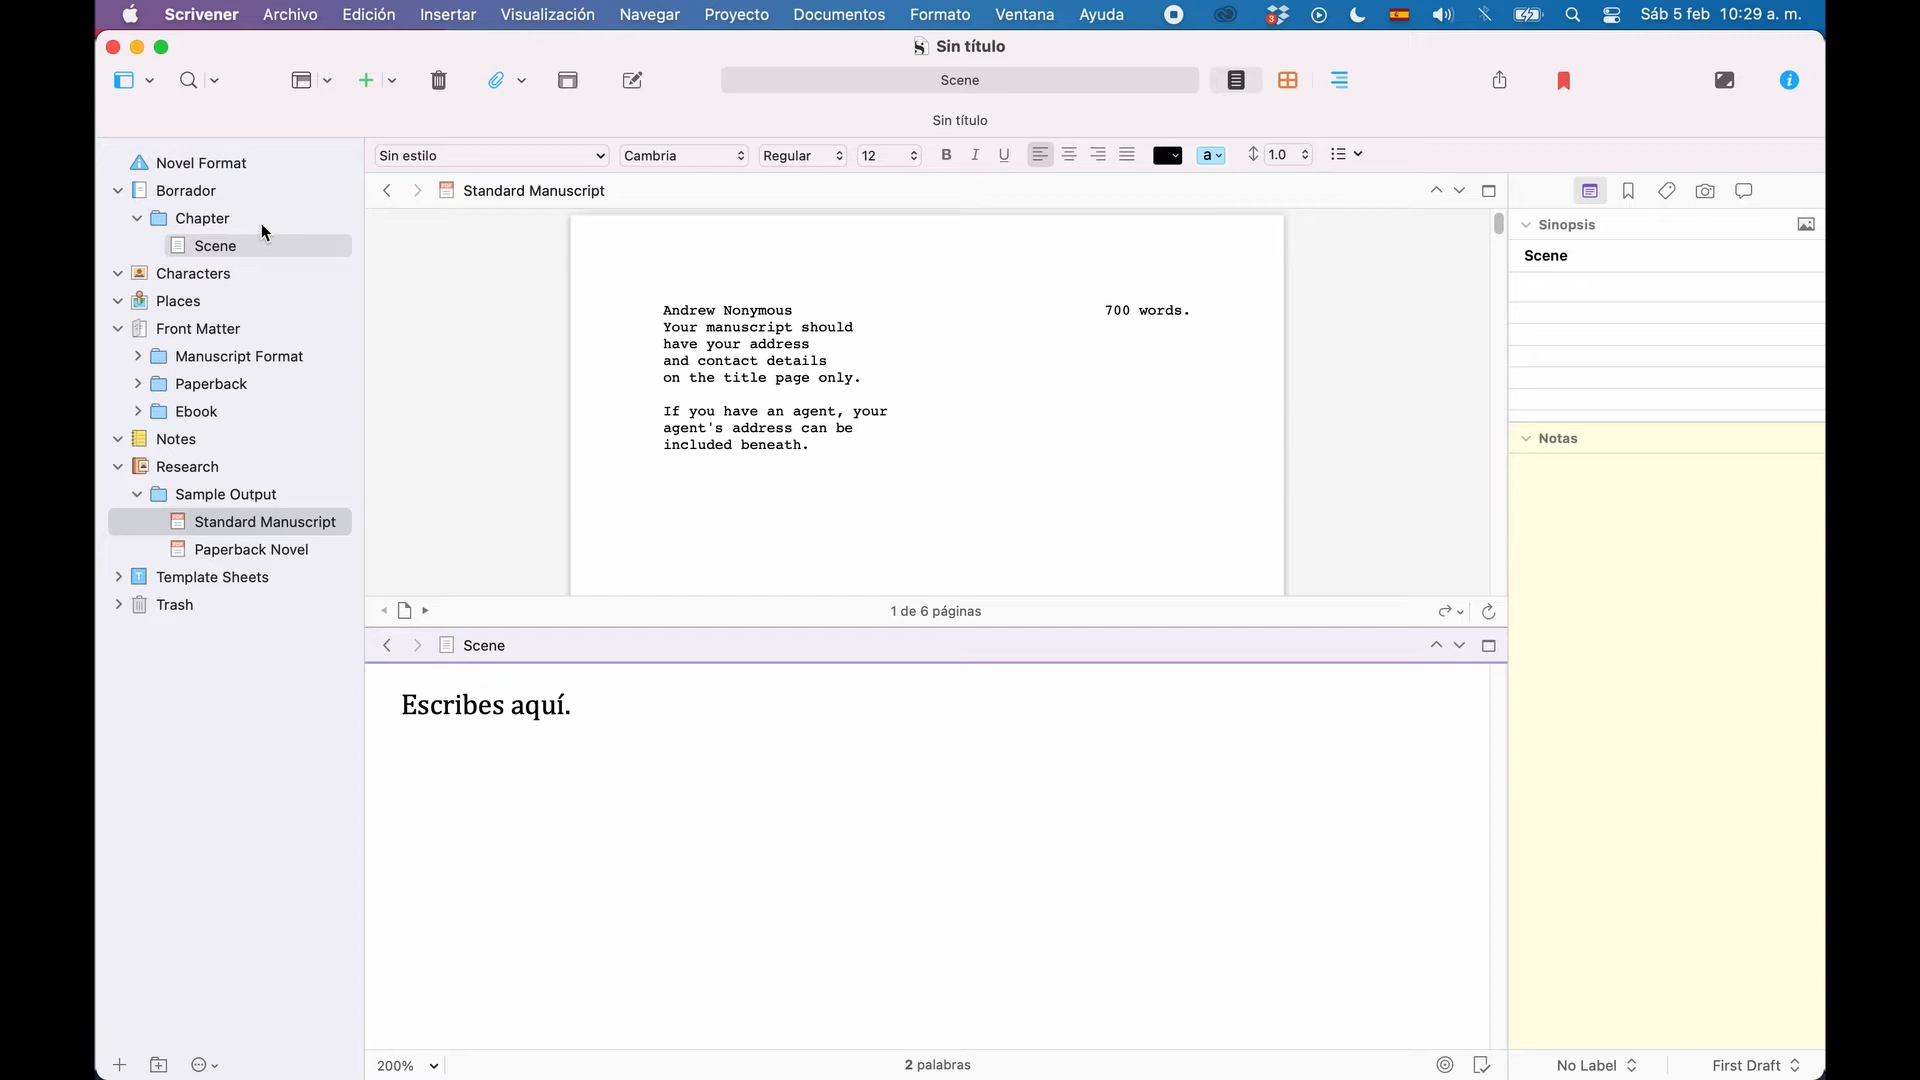 Scrivener Archivo Edición Insertar Visualización Navegar Proyecto Documentos Formato Ventana Ayuda 3 Sáb 5 feb 10:29 a. m.
Sin título
Scene
Sin título
Sin estilo Cambria Regular 12 B I U a 1.0
Novel Format
Borrador
Chapter
Scene
Characters
Places
Front Matter
Manuscript Format
Paperback
Ebook
Notes
Research
Sample Output
Standard Manuscript
Paperback Novel
Template Sheets
Trash
Standard Manuscript
Andrew Nonymous 700 words.
Your manuscript should
have your address
and contact details
on the title page only.
If you have an agent, your
agent's address can be
included beneath.
1 de 6 páginas
Scene
Escribes aquí.
200% 2 palabras
Sinopsis
Scene
Notas
No Label First Draft